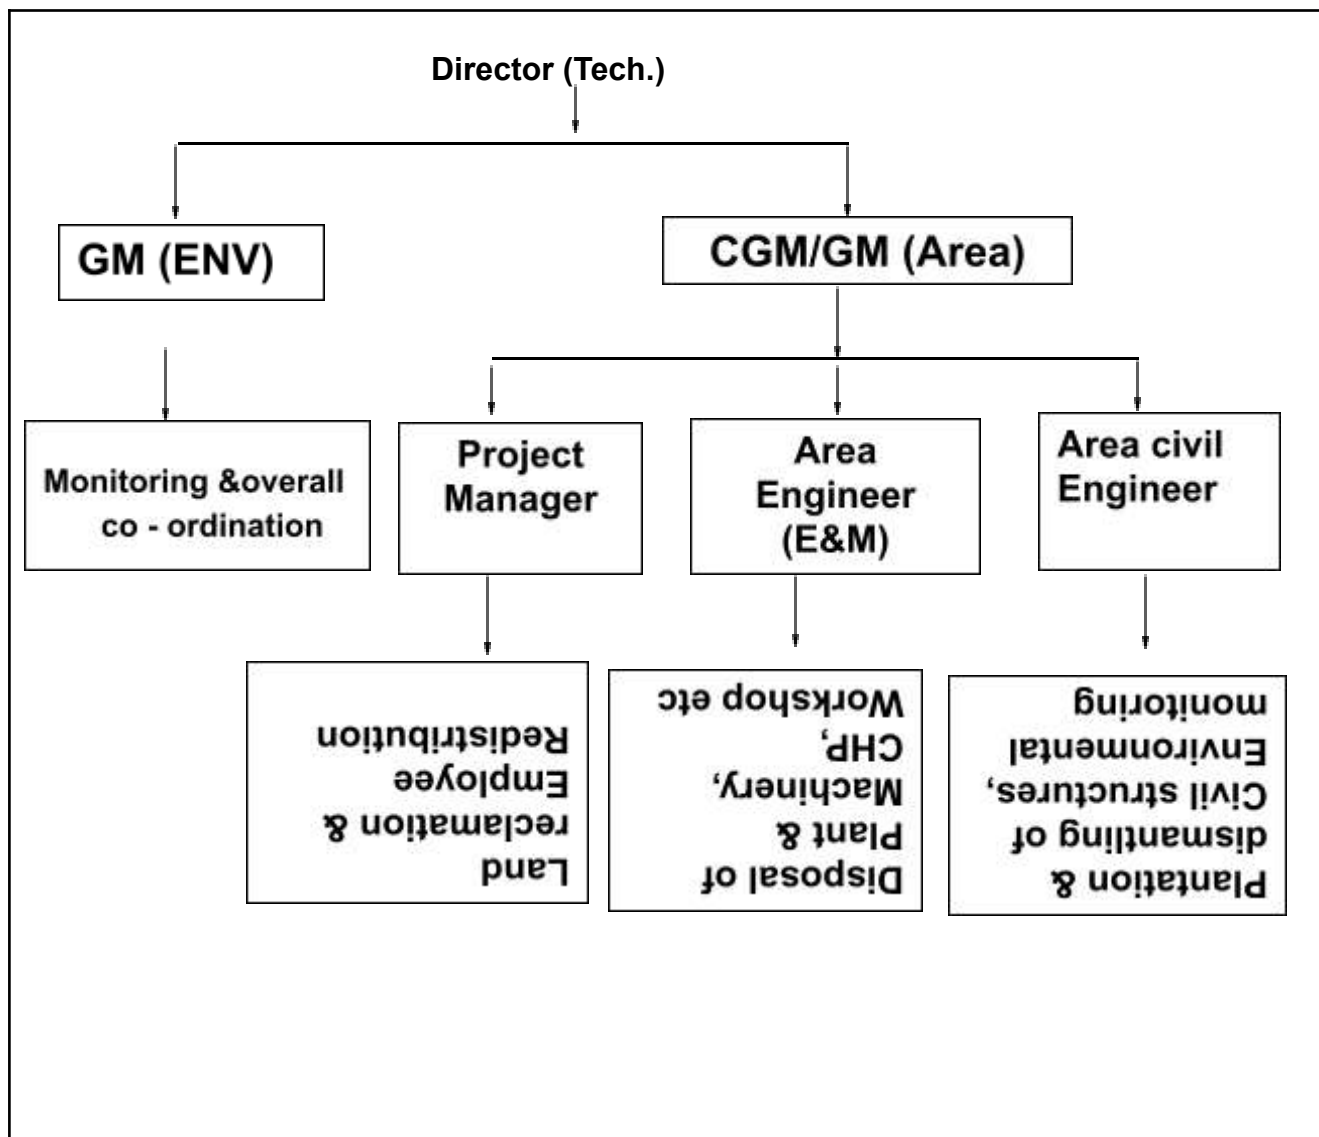 Director (Tech.)
GM (ENV)
CGM/GM (Area)
Monitoring &overall
co - ordination
Project
Manager
Area
Engineer
(E&M)
Area civil
Engineer
Land
reclamation &
Employee
Redistribution
Disposal of
Plant &
Machinery,
CHP,
Workshop etc
Plantation &
dismantling of
Civil structures,
Environmental
monitoring